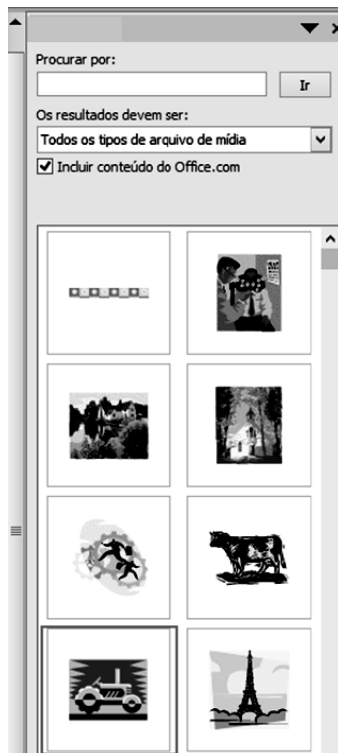 Procurar por:
Ir
Os resultados devem ser:
Todos os tipos de arquivo de mídia
Incluir conteúdo do Office.com